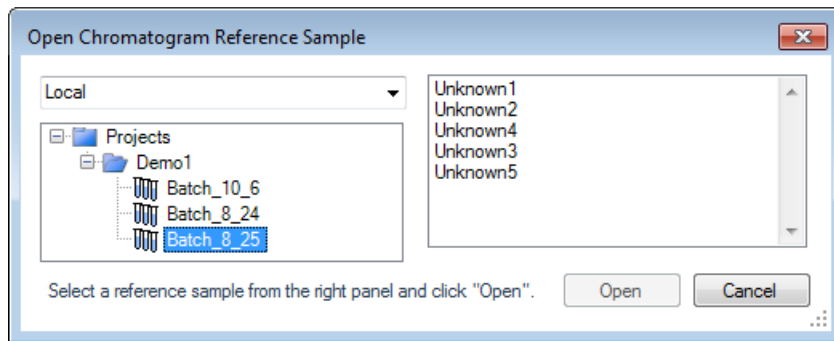 Open Chromatogram Reference Sample
Local
Projects
Demo1
Batch_10_6
Batch_8_24
Batch_8_25
Unknown1
Unknown2
Unknown4
Unknown3
Unknown5
Select a reference sample from the right panel and click "Open".
Open
Cancel